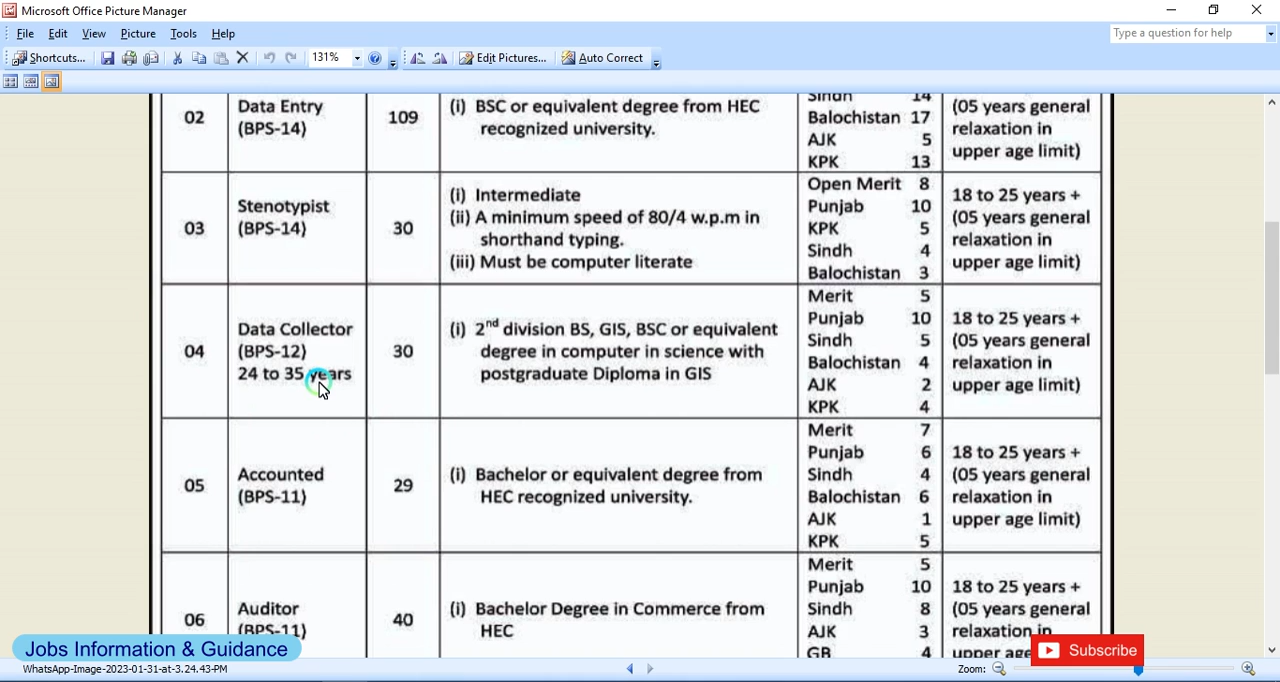 Microsoft Office Picture Manager
File Edit View Picture Tools Help
Type a question for help
Shortcuts... 131% Edit Pictures... Auto Correct
02
Data Entry
(BPS-14)
109
(i) BSC or equivalent degree from HEC
recognized university.
Sindh 14
Balochistan 17
AJK 5
KPK 13
(05 years general
relaxation in
upper age limit)
03
Stenotypist
(BPS-14)
30
(i) Intermediate
(ii) A minimum speed of 80/4 w.p.m in
shorthand typing.
(iii) Must be computer literate
Open Merit 8
Punjab 10
KPK 5
Sindh 4
Balochistan 3
18 to 25 years +
(05 years general
relaxation in
upper age limit)
04
Data Collector
(BPS-12)
24 to 35 years
30
(i) 2nd division BS, GIS, BSC or equivalent
degree in computer in science with
postgraduate Diploma in GIS
Merit 5
Punjab 10
Sindh 5
Balochistan 4
AJK 2
KPK 4
18 to 25 years +
(05 years general
relaxation in
upper age limit)
05
Accounted
(BPS-11)
29
(i) Bachelor or equivalent degree from
HEC recognized university.
Merit 7
Punjab 6
Sindh 4
Balochistan 6
AJK 1
KPK 5
18 to 25 years +
(05 years general
relaxation in
upper age limit)
06
Auditor
(BPS-11)
40
(i) Bachelor Degree in Commerce from
HEC
Merit 5
Punjab 10
Sindh 8
AJK 3
GB 4
18 to 25 years +
(05 years general
relaxation in
upper age
Jobs Information & Guidance
Subscribe
WhatsApp-Image-2023-01-31-at-3.24.43-PM
Zoom: